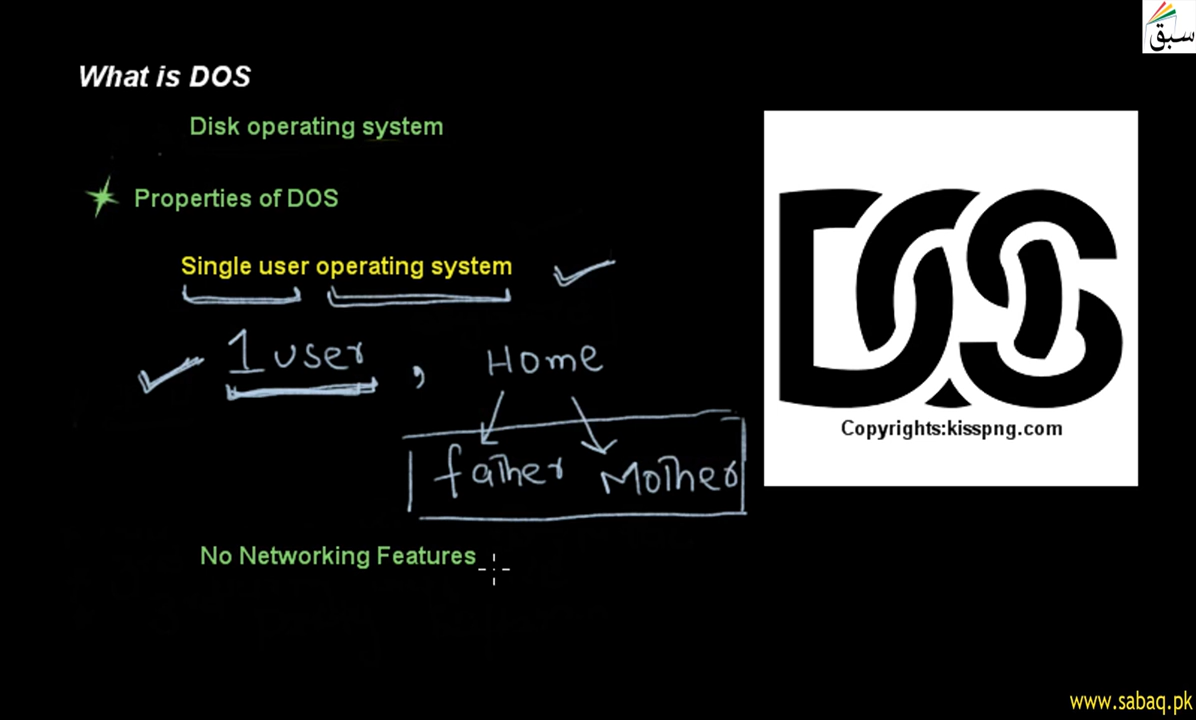 سبق
What is DOS
Disk operating system
Properties of DOS
Single user operating system
1 user , Home
father Mother
No Networking Features
DOS
Copyrights:kisspng.com
www.sabaq.pk